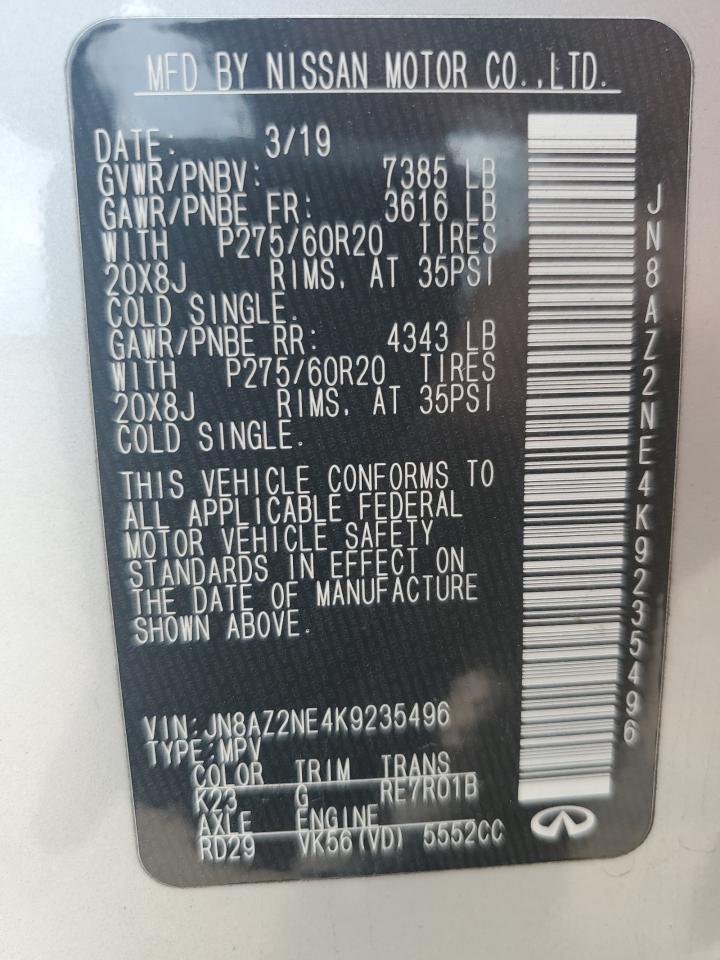 MFD BY NISSAN MOTOR CO.,LTD.
DATE: 3/19
GVWR/PNBV: 7385 LB
GAWR/PNBE FR: 3616 LB
WITH P275/60R20 TIRES
20X8J RIMS, AT 35PSI
COLD SINGLE.
GAWR/PNBE RR: 4343 LB
WITH P275/60R20 TIRES
20X8J RIMS, AT 35PSI
COLD SINGLE.
THIS VEHICLE CONFORMS TO
ALL APPLICABLE FEDERAL
MOTOR VEHICLE SAFETY
STANDARDS IN EFFECT ON
THE DATE OF MANUFACTURE
SHOWN ABOVE.
VIN:JN8AZ2NE4K9235496
TYPE:MPV
COLOR TRIM TRANS
K23 G RE7R01B
AXLE ENGINE
RD29 VK56(VD) 5552CC
JN8AZ2NE4K9235496